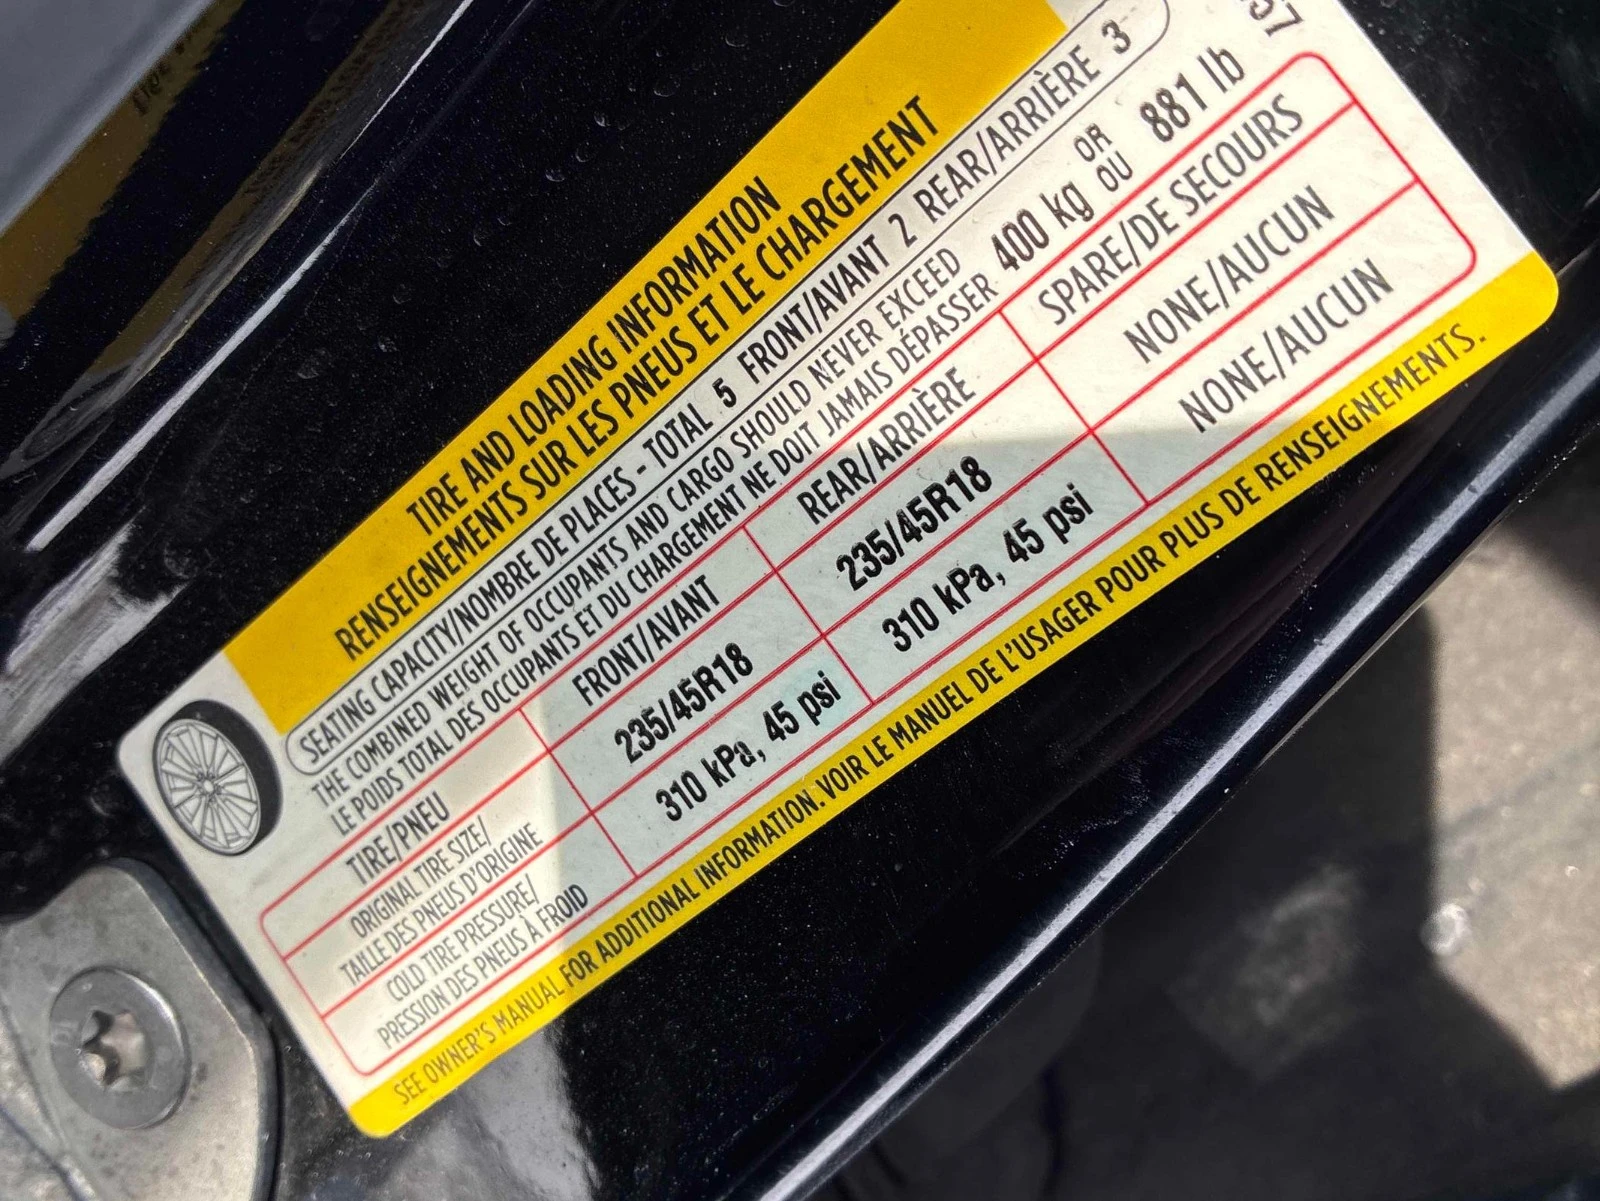 TIRE AND LOADING INFORMATION
RENSEIGNEMENTS SUR LES PNEUS ET LE CHARGEMENT
SEATING CAPACITY/NOMBRE DE PLACES - TOTAL 5 FRONT/AVANT 2 REAR/ARRIÈRE 3
THE COMBINED WEIGHT OF OCCUPANTS AND CARGO SHOULD NEVER EXCEED
LE POIDS TOTAL DES OCCUPANTS ET DU CHARGEMENT NE DOIT JAMAIS DÉPASSER
400 kg OR OU 881 lb
TIRE/PNEU FRONT/AVANT REAR/ARRIÈRE SPARE/DE SECOURS
ORIGINAL TIRE SIZE/
TAILLE DES PNEUS D'ORIGINE
235/45R18 235/45R18 NONE/AUCUN
COLD TIRE PRESSURE/
PRESSION DES PNEUS À FROID
310 kPa, 45 psi 310 kPa, 45 psi NONE/AUCUN
SEE OWNER'S MANUAL FOR ADDITIONAL INFORMATION. VOIR LE MANUEL DE L'USAGER POUR PLUS DE RENSEIGNEMENTS.